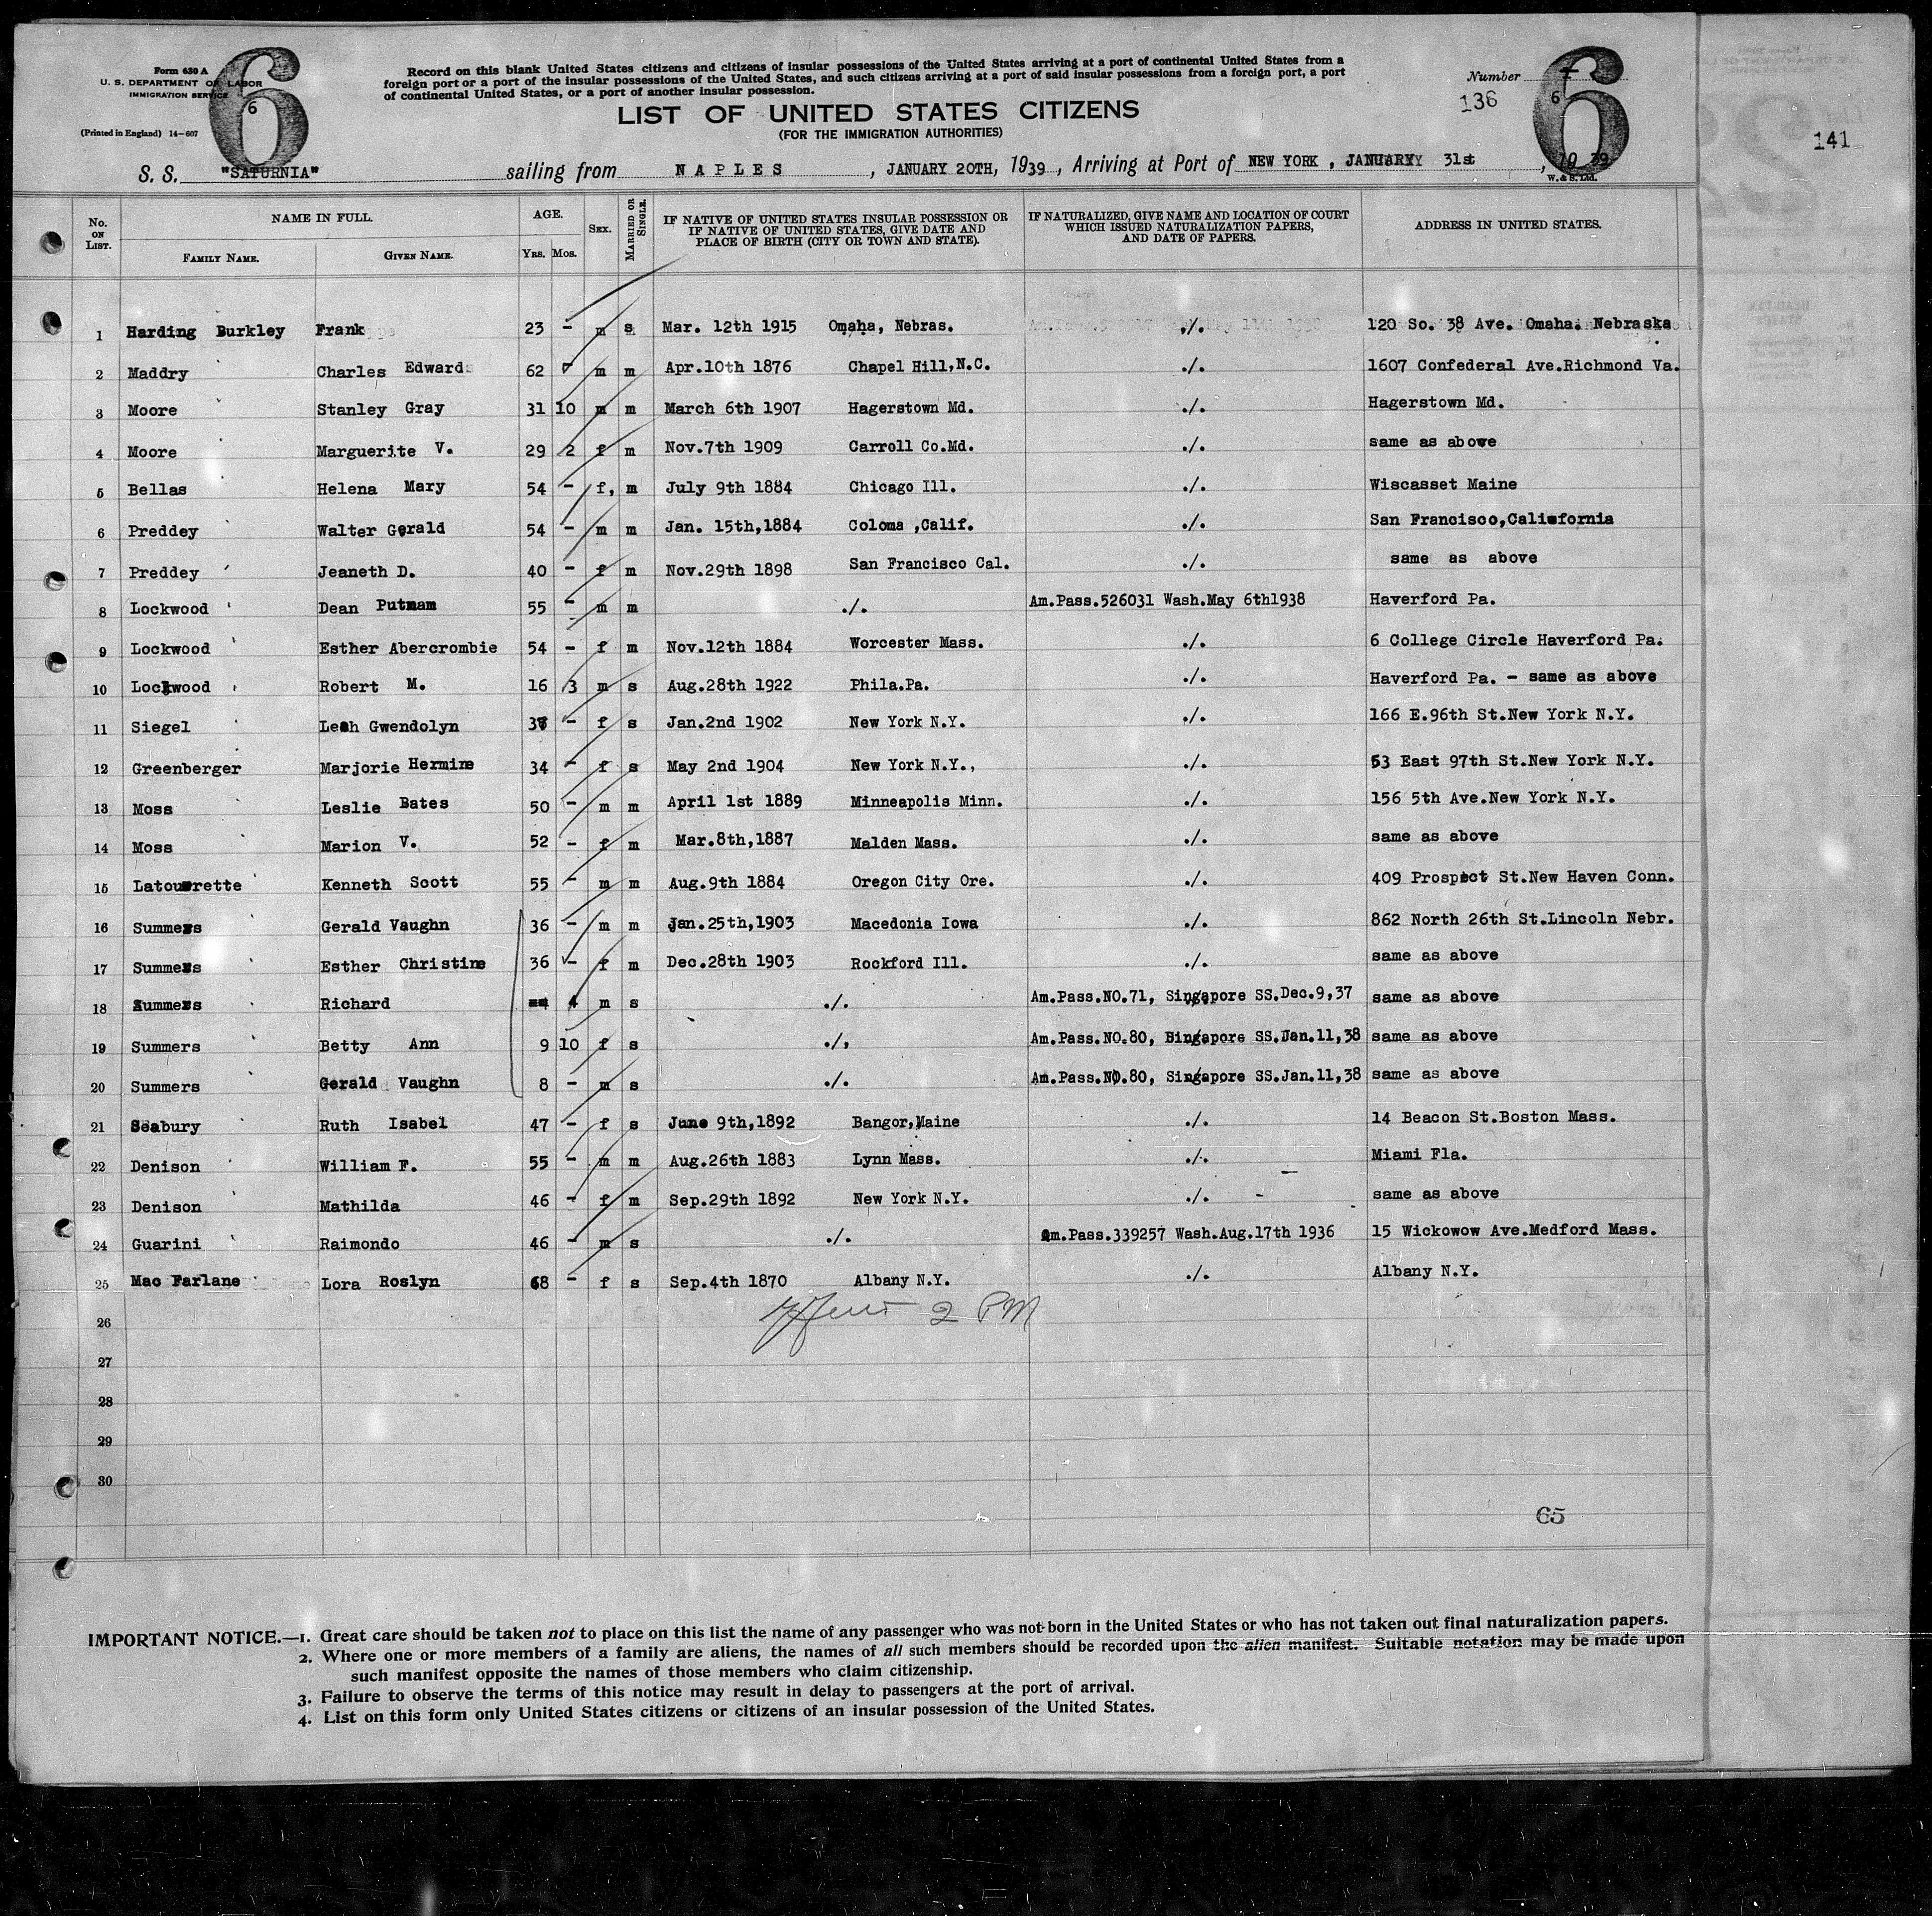 Form 630 A
U. S. DEPARTMENT OF LABOR
IMMIGRATION SERVICE
6
6
(Printed in England) 14—607
Record on this blank United States citizens and citizens of insular possessions of the United States arriving at a port of continental United States from a
foreign port or a port of the insular possessions of the United States, and such citizens arriving at a port of said insular possessions from a foreign port, a port
of continental United States, or a port of another insular possession.
LIST OF UNITED STATES CITIZENS
(FOR THE IMMIGRATION AUTHORITIES)
Number
136
6
6
141
S. S. "SATURNIA" sailing from NAPLES, JANUARY 20TH, 1939, Arriving at Port of NEW YORK, JANUARY 31st, 1939
W. & S. Ltd.
No. ON LIST. NAME IN FULL. FAMILY NAME. GIVEN NAME. AGE. YRS. MOS. SEX. MARRIED OR SINGLE. IF NATIVE OF UNITED STATES INSULAR POSSESSION OR IF NATIVE OF UNITED STATES, GIVE DATE AND PLACE OF BIRTH (CITY OR TOWN AND STATE). IF NATURALIZED, GIVE NAME AND LOCATION OF COURT WHICH ISSUED NATURALIZATION PAPERS, AND DATE OF PAPERS. ADDRESS IN UNITED STATES.
1 Harding Burkley Frank 23 - m s Mar. 12th 1915 Omaha, Nebras. ./. 120 So. 38 Ave. Omaha. Nebraska
2 Maddry Charles Edward 62 m m Apr.10th 1876 Chapel Hill,N.C. ./. 1607 Confederal Ave.Richmond Va.
3 Moore Stanley Gray 31 10 m m March 6th 1907 Hagerstown Md. ./. Hagerstown Md.
4 Moore Marguerite V. 29 2 f m Nov.7th 1909 Carroll Co.Md. ./. same as above
5 Bellas Helena Mary 54 - f, m July 9th 1884 Chicago Ill. ./. Wiscasset Maine
6 Preddey Walter Gerald 54 - m m Jan. 15th,1884 Coloma ,Calif. ./. San Francisco,California
7 Preddey Jeaneth D. 40 - f m Nov.29th 1898 San Francisco Cal. ./. same as above
8 Lockwood Dean Putnam 55 - m m ./. Am.Pass.526031 Wash.May 6th1938 Haverford Pa.
9 Lockwood Esther Abercrombie 54 - f m Nov.12th 1884 Worcester Mass. ./. 6 College Circle Haverford Pa.
10 Lockwood Robert M. 16 3 m s Aug.28th 1922 Phila.Pa. ./. Haverford Pa. - same as above
11 Siegel Leah Gwendolyn 37 - f s Jan.2nd 1902 New York N.Y. ./. 166 E.96th St.New York N.Y.
12 Greenberger Marjorie Hermine 34 - f s May 2nd 1904 New York N.Y., ./. 53 East 97th St.New York N.Y.
13 Moss Leslie Bates 50 - m m April 1st 1889 Minneapolis Minn. ./. 156 5th Ave.New York N.Y.
14 Moss Marion V. 52 - f m Mar.8th,1887 Malden Mass. ./. same as above
15 Latourette Kenneth Scott 55 - m m Aug.9th 1884 Oregon City Ore. ./. 409 Prospect St.New Haven Conn.
16 Summers Gerald Vaughn 36 - m m Jan.25th,1903 Macedonia Iowa ./. 862 North 26th St.Lincoln Nebr.
17 Summers Esther Christine 36 - f m Dec.28th 1903 Rockford Ill. ./. same as above
18 Summers Richard 4 m s ./. Am.Pass.NO.71, Singapore SS.Dec.9,37 same as above
19 Summers Betty Ann 9 10 f s ./, Am.Pass.NO.80, Singapore SS.Jan.11,38 same as above
20 Summers Gerald Vaughn 8 - m s ./. Am.Pass.NO.80, Singapore SS.Jan.11,38 same as above
21 Seabury Ruth Isabel 47 - f s June 9th,1892 Bangor,Maine ./. 14 Beacon St.Boston Mass.
22 Denison William F. 55 - m m Aug.26th 1883 Lynn Mass. ./. Miami Fla.
23 Denison Mathilda 46 - f m Sep.29th 1892 New York N.Y. ./. - same as above
24 Guarini Raimondo 46 - m s ./. Am.Pass.339257 Wash.Aug.17th 1936 15 Wickowow Ave.Medford Mass.
25 Mac Farlane Lora Roslyn 68 - f s Sep.4th 1870 Albany N.Y. ./. Albany N.Y.
2 PM
26
27
28
29
30
65
IMPORTANT NOTICE.—1. Great care should be taken not to place on this list the name of any passenger who was not born in the United States or who has not taken out final naturalization papers.
2. Where one or more members of a family are aliens, the names of all such members should be recorded upon the alien manifest. Suitable notation may be made upon
such manifest opposite the names of those members who claim citizenship.
3. Failure to observe the terms of this notice may result in delay to passengers at the port of arrival.
4. List on this form only United States citizens or citizens of an insular possession of the United States.